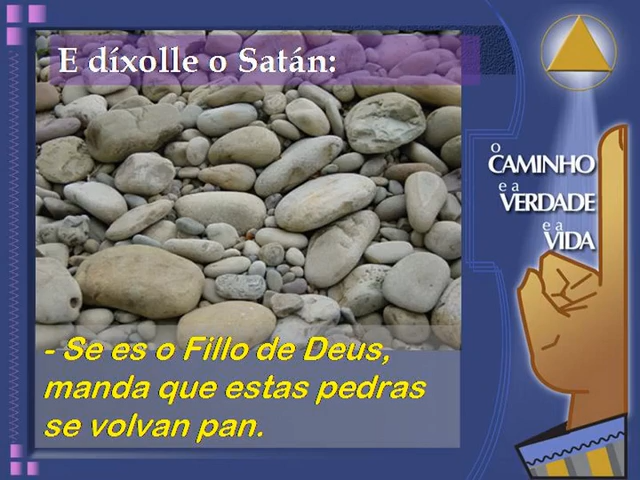 E díxolle o Satán:
- Se es o Fillo de Deus,
manda que estas pedras
se volvan pan.
o
CAMINHO
e a
VERDADE
e a
VIDA